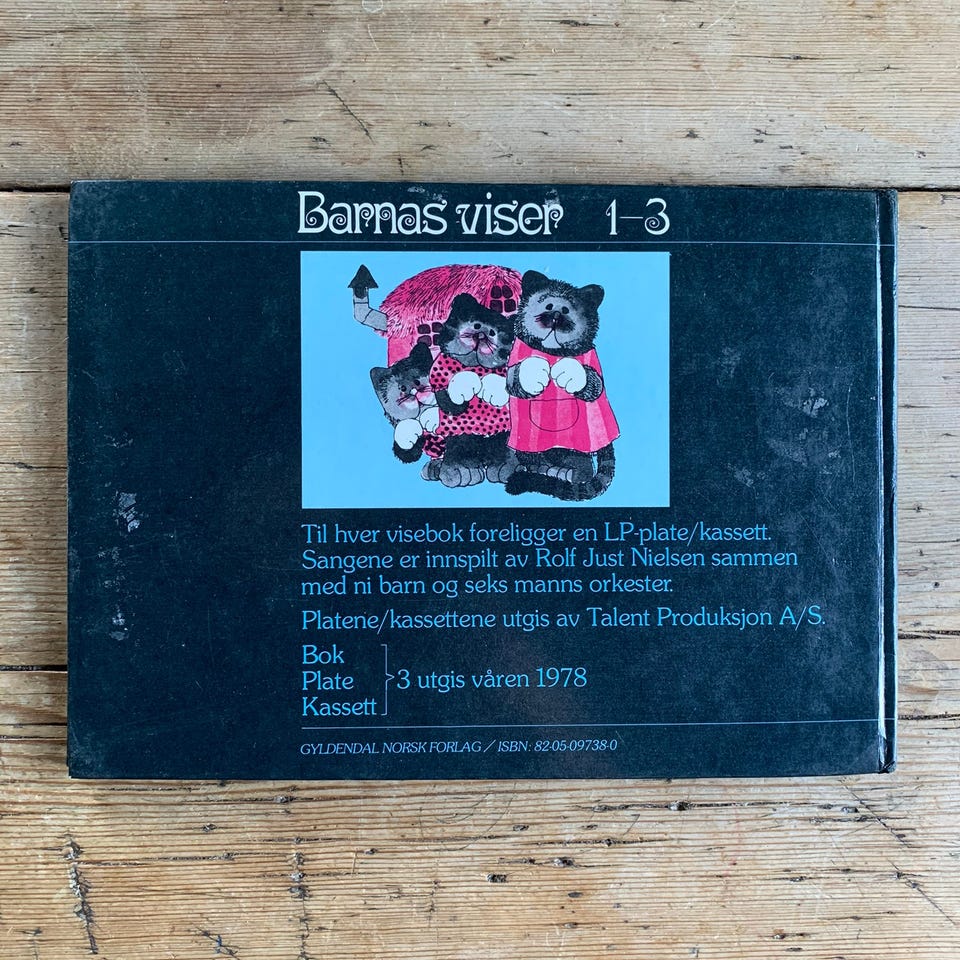 Barnas viser 1–3
Til hver visebok foreligger en LP-plate/kassett.
Sangene er innspilt av Rolf Just Nielsen sammen
med ni barn og seks manns orkester.
Platene/kassettene utgis av Talent Produksjon A/S.
Bok
Plate 3 utgis våren 1978
Kassett
GYLDENDAL NORSK FORLAG / ISBN: 82-05-09738-0